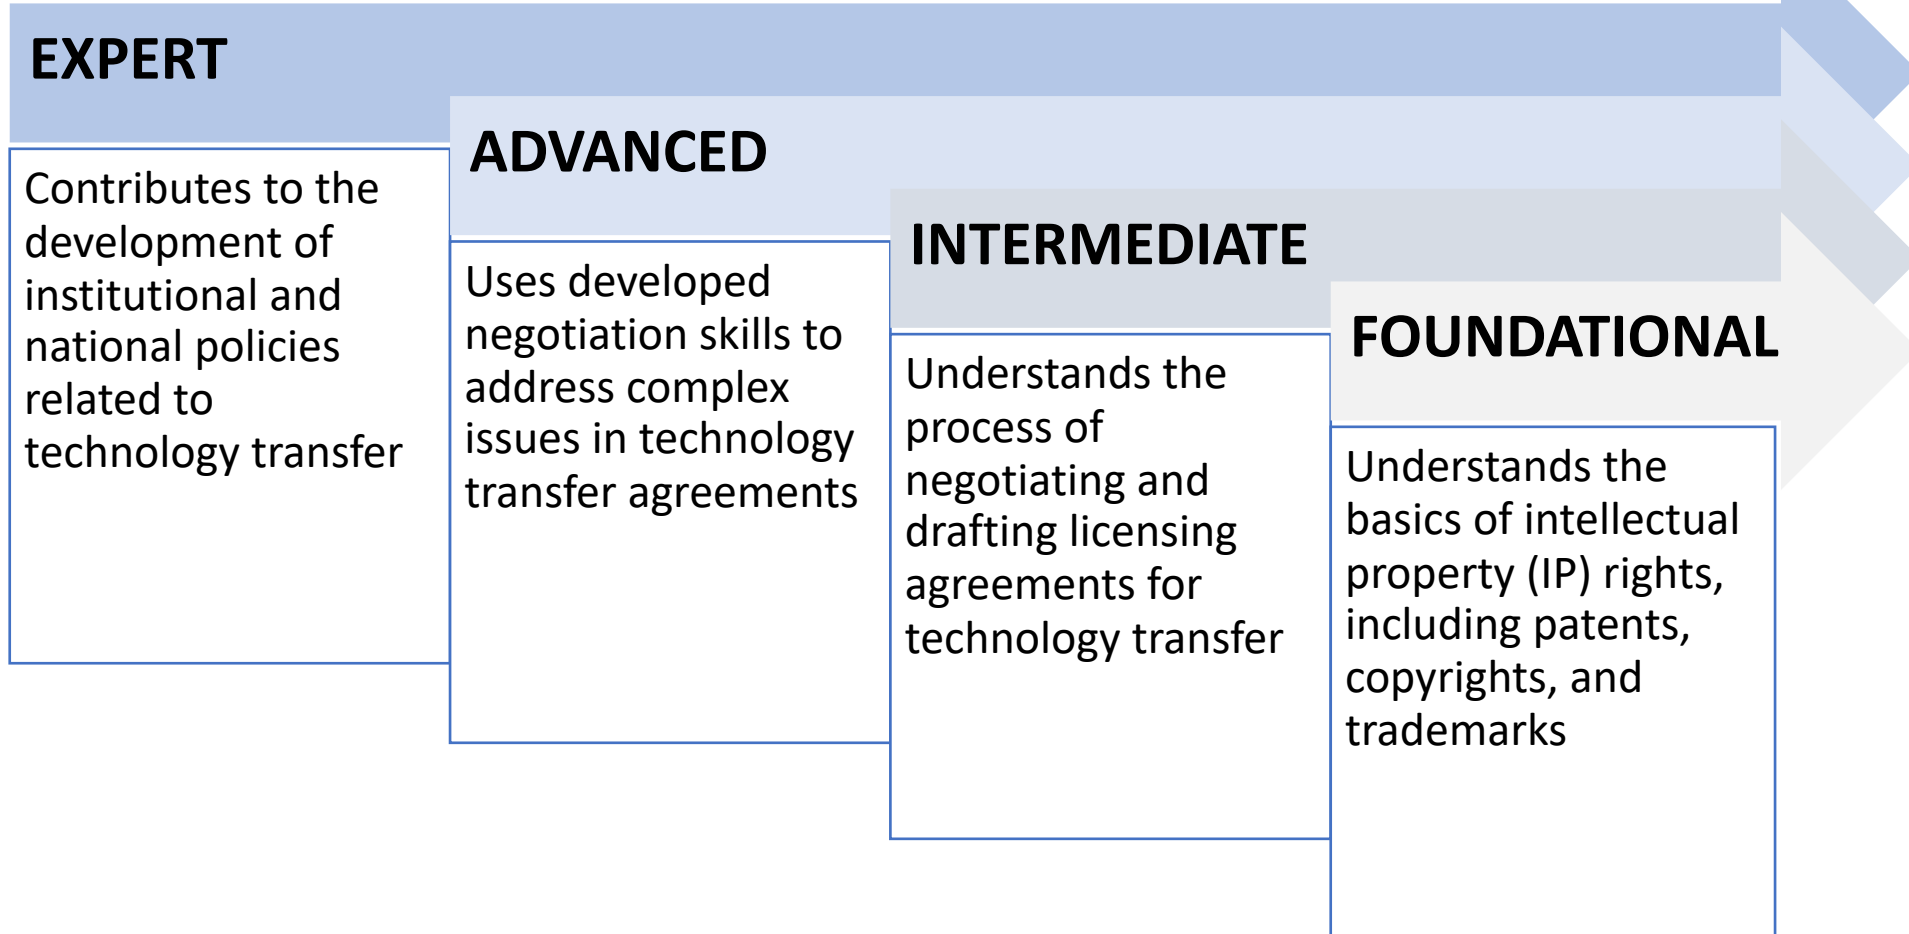 EXPERT
Contributes to the
development of
institutional and
national policies
related to
technology transfer
ADVANCED
Uses developed
negotiation skills to
address complex
issues in technology
transfer agreements
INTERMEDIATE
Understands the
process of
negotiating and
drafting licensing
agreements for
technology transfer
FOUNDATIONAL
Understands the
basics of intellectual
property (IP) rights,
including patents,
copyrights, and
trademarks